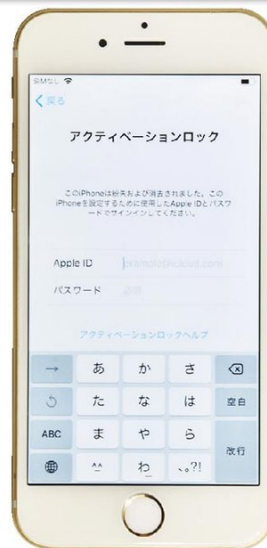 SIMなし
戻る
アクティベーションロック
このiPhoneは紛失および消去されました。この
iPhoneを設定するために使用したApple IDとパスワ
ードでサインインしてください。
Apple ID example@icloud.com
パスワード 必須
アクティベーションロックヘルプ
→ あ か さ
た な は 空白
ABC ま や ら
^^ わ 、。?! 改行